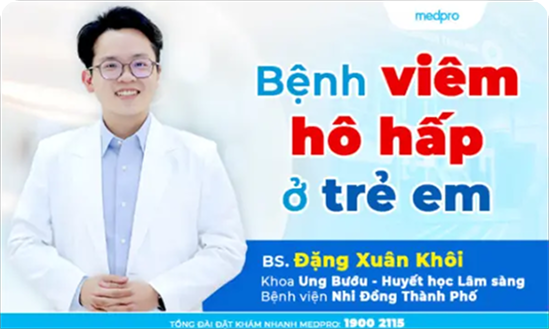 medpro
Bệnh viêm
hô hấp
ở trẻ em
BS. Đặng Xuân Khôi
Khoa Ung Bướu - Huyết học Lâm sàng
Bệnh viện Nhi Đồng Thành Phố
TỔNG ĐÀI ĐẶT KHÁM NHANH MEDPRO: 1900 2115